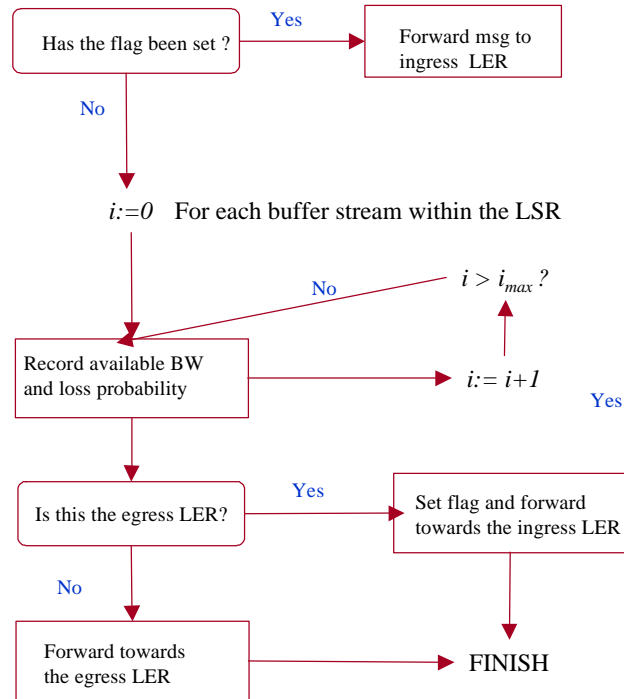 Has the flag been set ?
Yes
Forward msg to
ingress LER
No
i:=0 For each buffer stream within the LSR
i > imax ?
No
Record available BW
and loss probability
i:= i+1
Yes
Is this the egress LER?
Yes
Set flag and forward
towards the ingress LER
No
Forward towards
the egress LER
FINISH